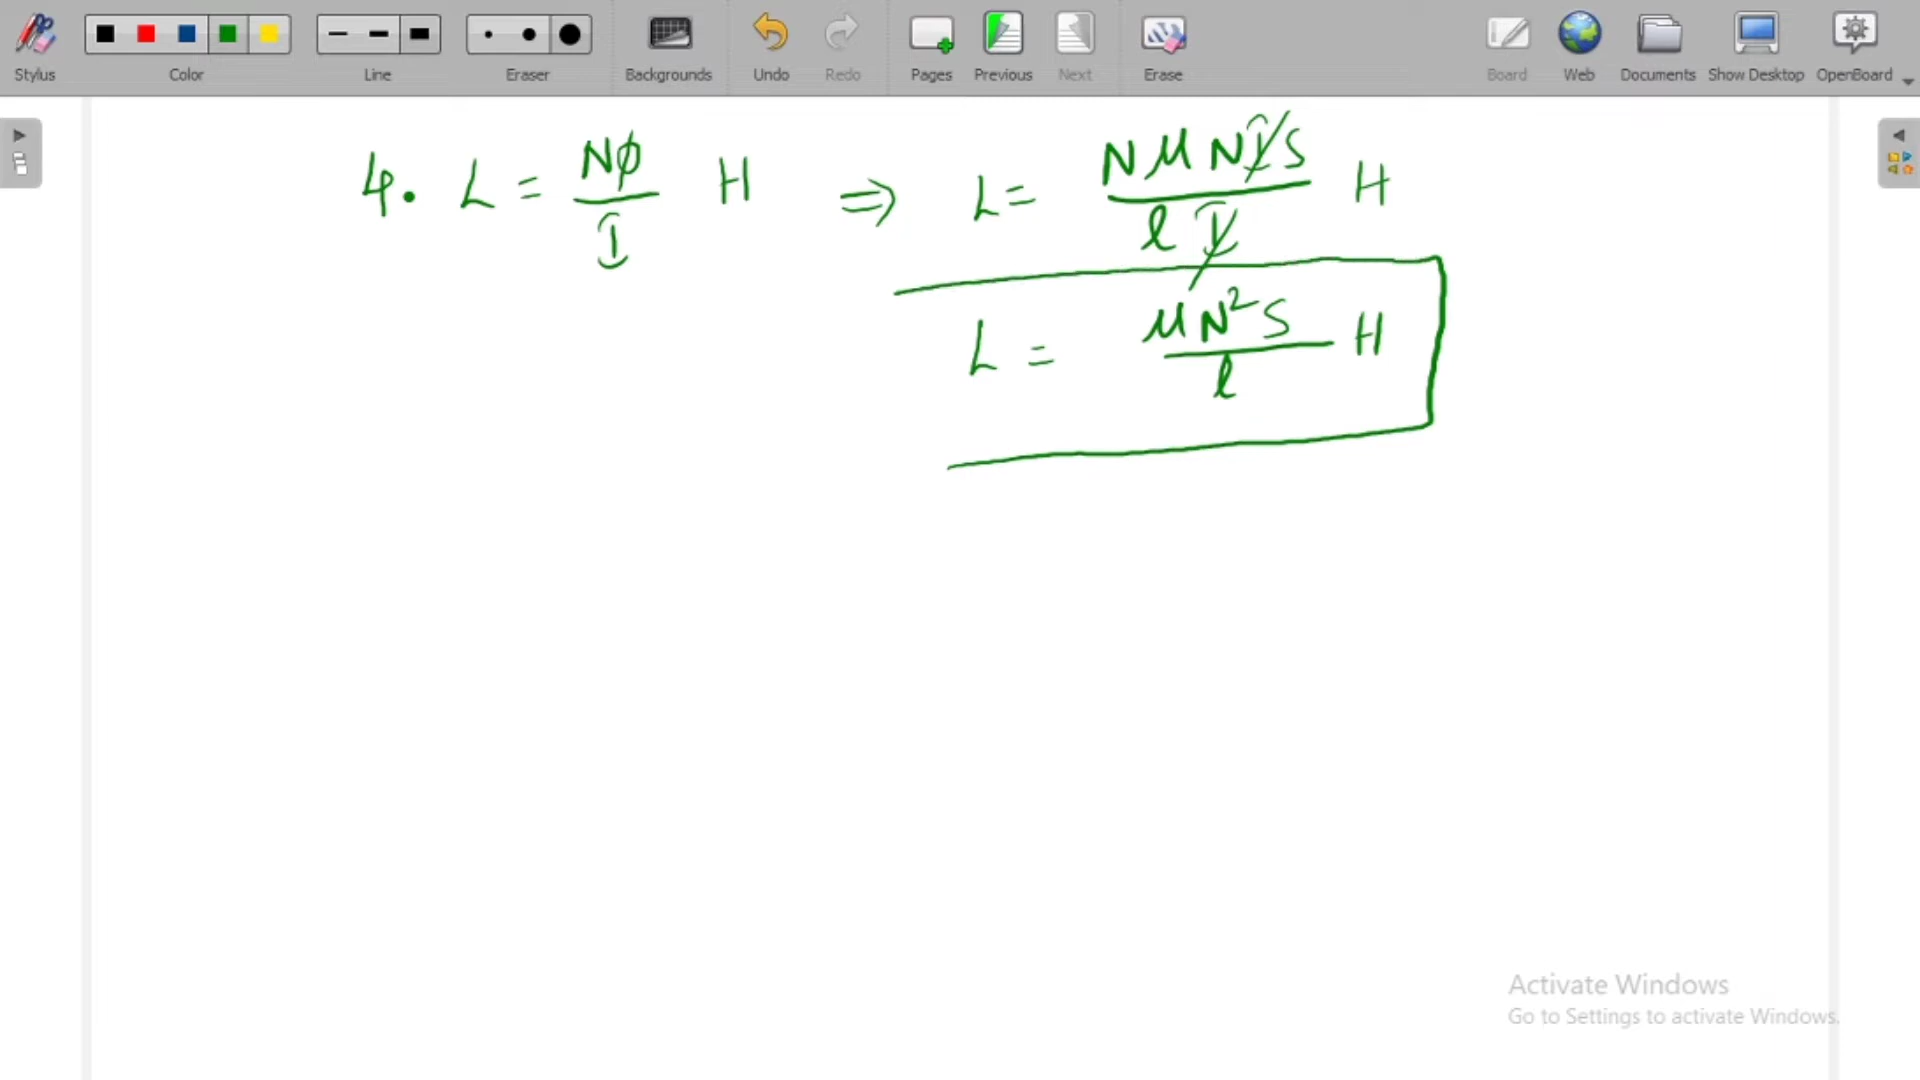 Stylus Color Line Eraser Backgrounds Undo Redo Pages Previous Next Erase Board Web Documents Show Desktop OpenBoard
4. L = Nφ/I H ⇒ L = NμNIS/lI H
L = μN²S/l H
Activate Windows
Go to Settings to activate Windows.